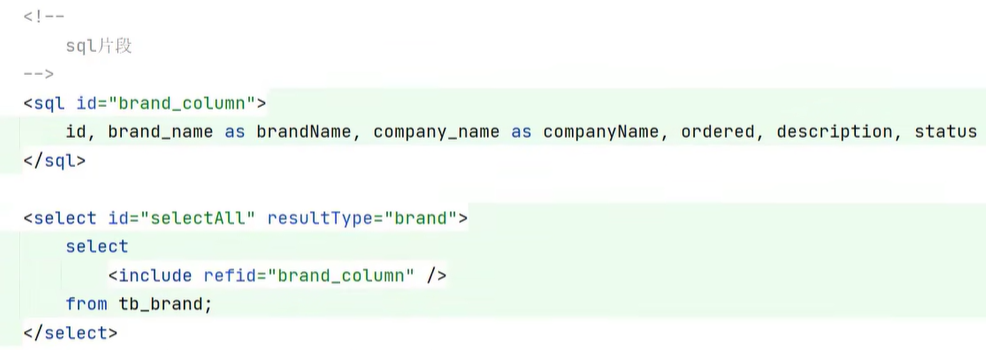 <!--
    sql片段
-->
<sql id="brand_column">
    id, brand_name as brandName, company_name as companyName, ordered, description, status
</sql>
<select id="selectAll" resultType="brand">
    select
        <include refid="brand_column" />
    from tb_brand;
</select>